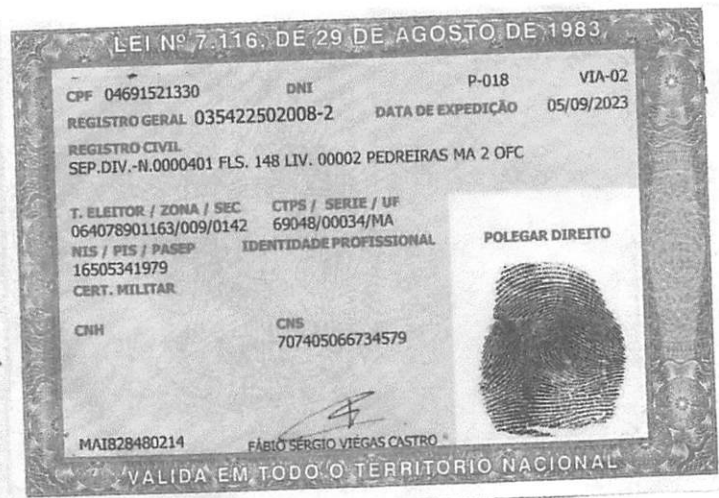 LEI Nº 7.116, DE 29 DE AGOSTO DE 1983
CPF 04691521330 DNI P-018 VIA-02
REGISTRO GERAL 035422502008-2 DATA DE EXPEDIÇÃO 05/09/2023
REGISTRO CIVIL
SEP.DIV.-N.0000401 FLS. 148 LIV. 00002 PEDREIRAS MA 2 OFC
T. ELEITOR / ZONA / SEC CTPS / SERIE / UF
064078901163/009/0142 69048/00034/MA
NIS / PIS / PASEP IDENTIDADE PROFISSIONAL POLEGAR DIREITO
16505341979
CERT. MILITAR
CNH CNS
707405066734579
MAI828480214 FÁBIO SÉRGIO VIÉGAS CASTRO
VALIDA EM TODO O TERRITORIO NACIONAL